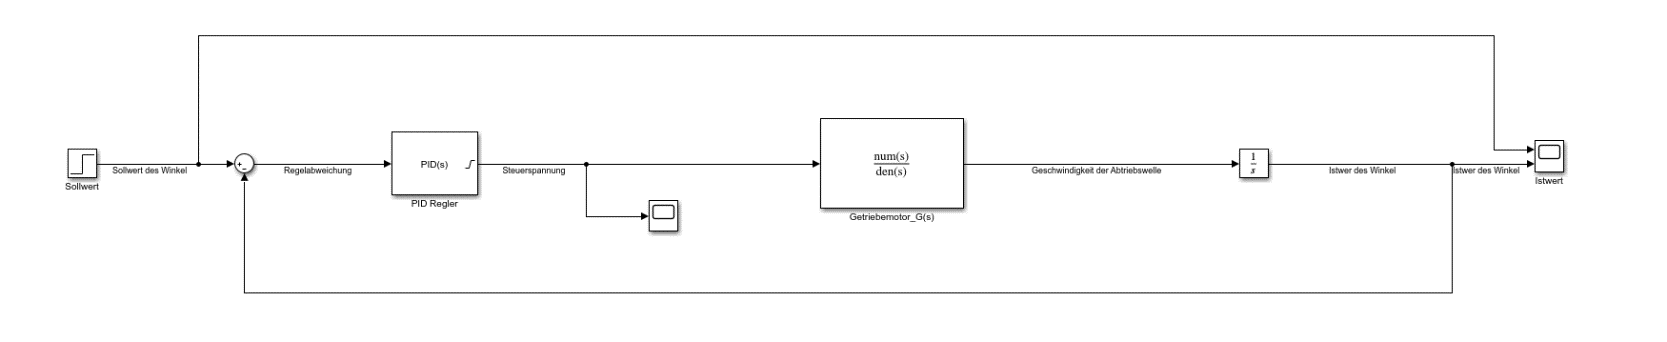 Sollwert
Sollwert des Winkel
+
−
Regelabweichung
PID(s)
PID Regler
Steuerspannung
num(s)
den(s)
Getriebemotor_G(s)
Geschwindigkeit der Abtriebswelle
1
s
Istwer des Winkel
Istwer des Winkel
Istwert